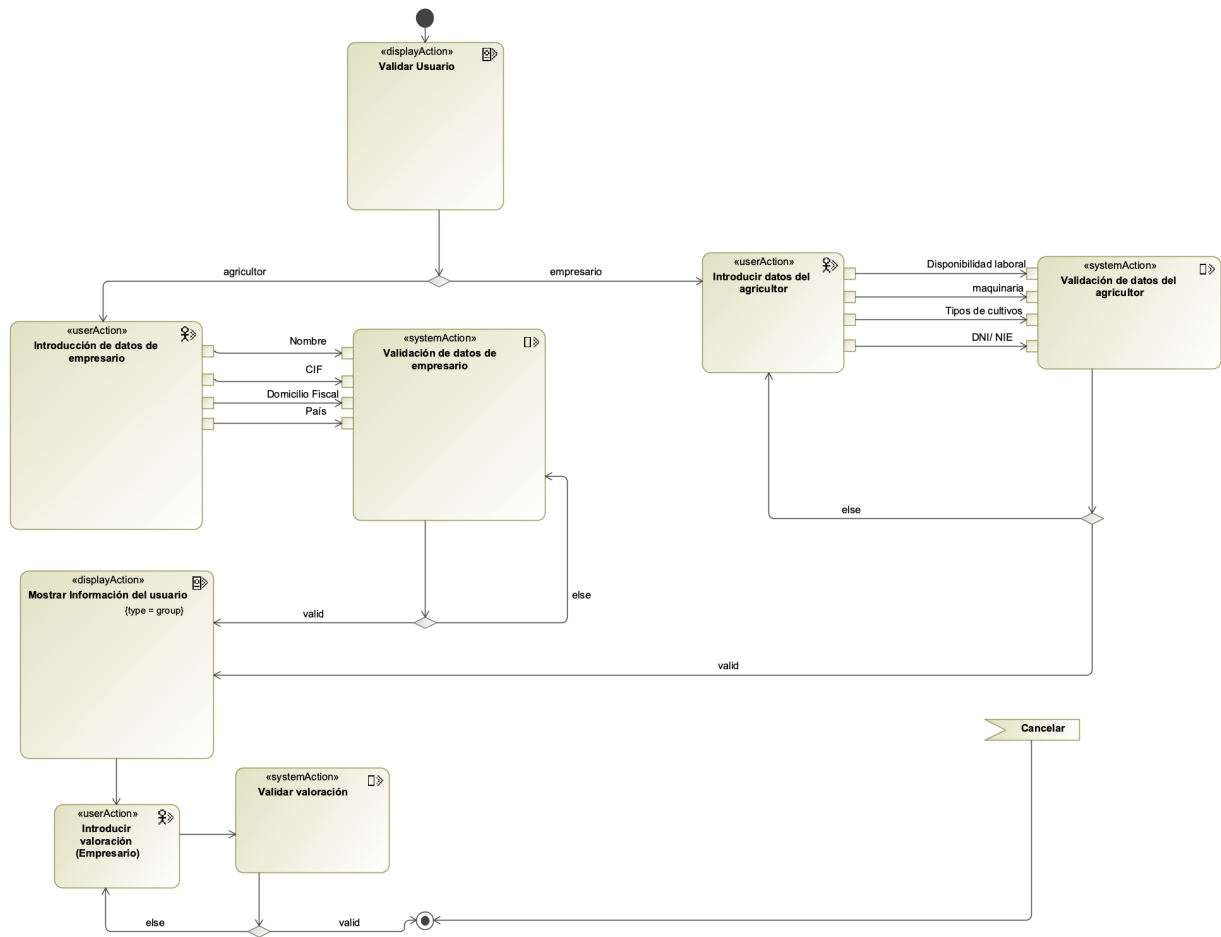 «displayAction»
Validar Usuario
agricultor
empresario
«userAction»
Introducir datos del
agricultor
Disponibilidad laboral
maquinaria
Tipos de cultivos
DNI/ NIE
«systemAction»
Validación de datos del
agricultor
«userAction»
Introducción de datos de
empresario
Nombre
CIF
Domicilio Fiscal
País
«systemAction»
Validación de datos de
empresario
else
else
valid
«displayAction»
Mostrar Información del usuario
{type = group}
valid
Cancelar
«userAction»
Introducir
valoración
(Empresario)
«systemAction»
Validar valoración
else
valid